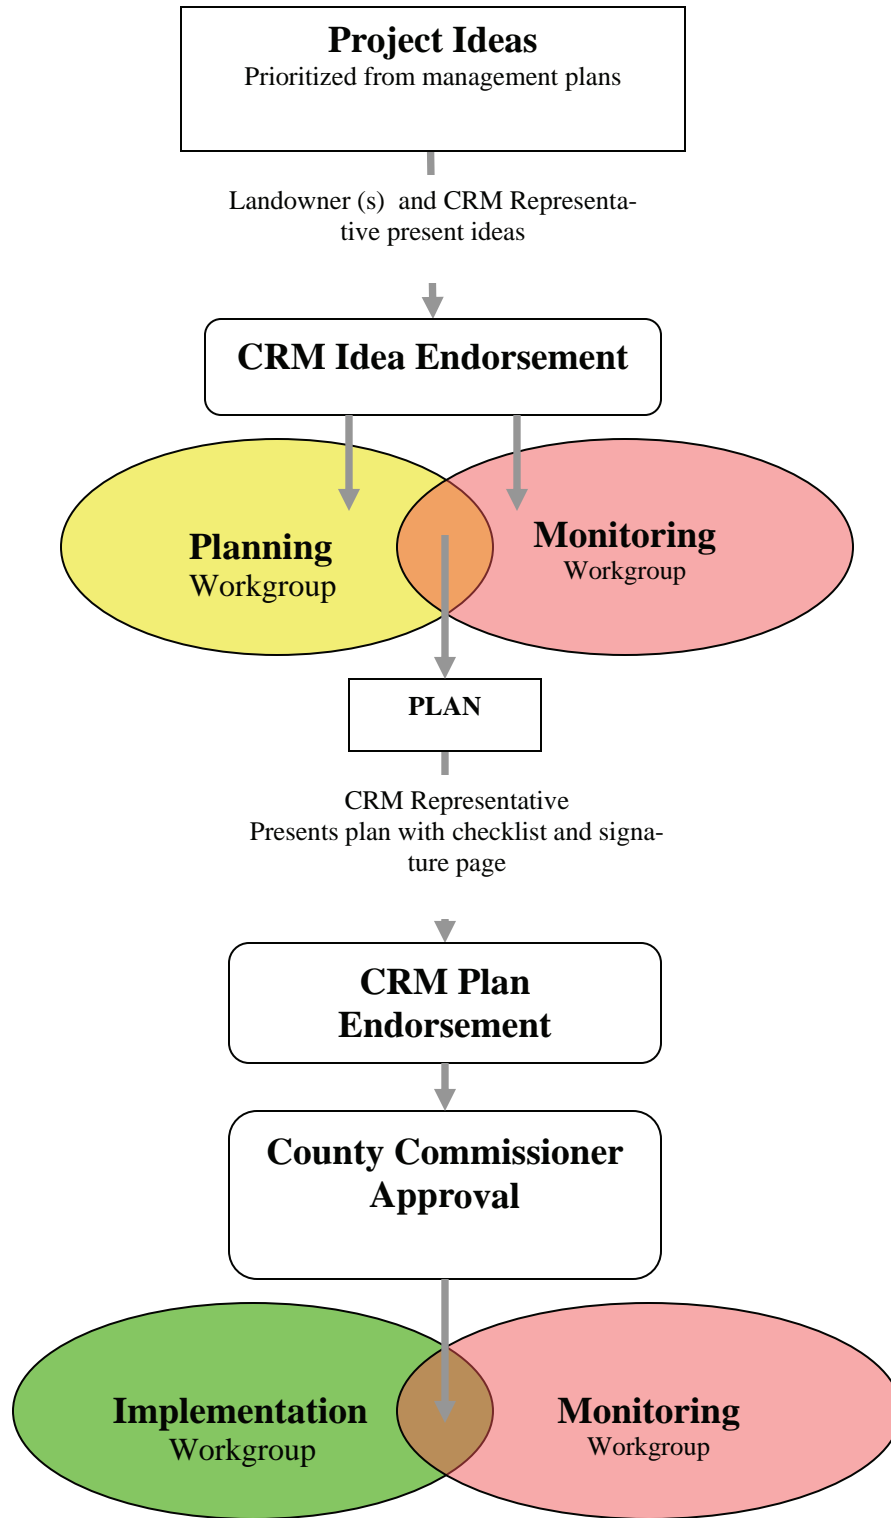 Project Ideas
Prioritized from management plans
Landowner (s)  and CRM Representa-
tive present ideas
CRM Idea Endorsement
Planning
Workgroup
Monitoring
Workgroup
PLAN
CRM Representative
Presents plan with checklist and signa-
ture page
CRM Plan
Endorsement
County Commissioner
Approval
Implementation
Workgroup
Monitoring
Workgroup